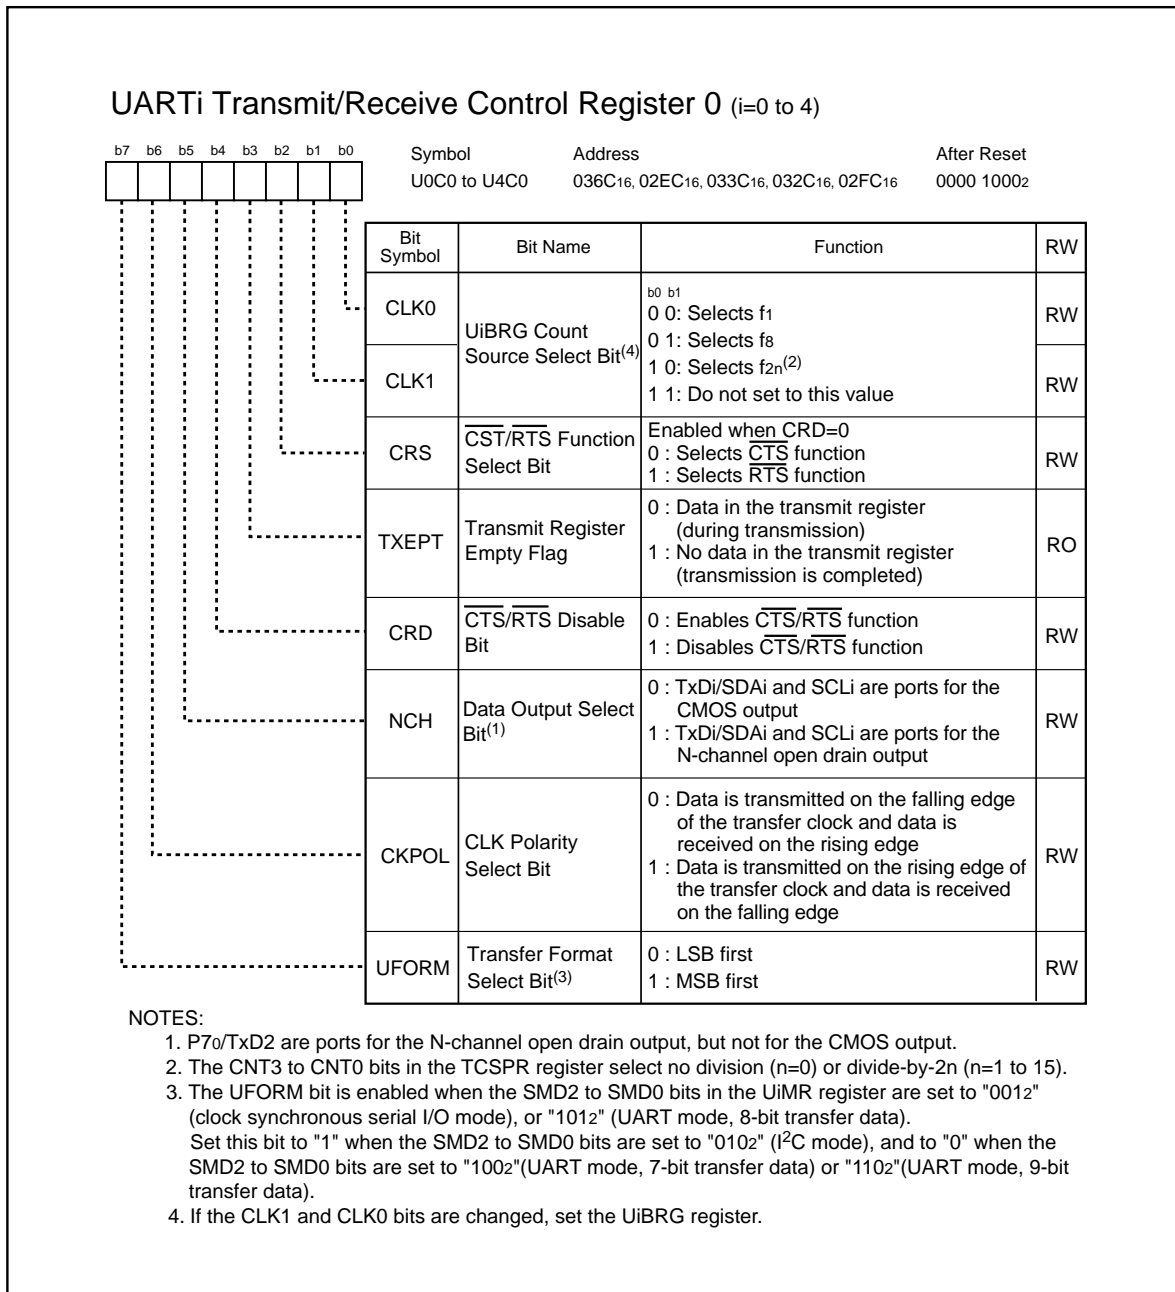 UARTi Transmit/Receive Control Register 0 (i=0 to 4)
b7 b6 b5 b4 b3 b2 b1 b0
Symbol Address After Reset
U0C0 to U4C0 036C16, 02EC16, 033C16, 032C16, 02FC16 0000 10002
Bit Symbol Bit Name Function RW
CLK0
CLK1
UiBRG Count
Source Select Bit(4)
b0 b1
0 0: Selects f1
0 1: Selects f8
1 0: Selects f2n(2)
1 1: Do not set to this value
RW
RW
CRS
CST/RTS Function
Select Bit
Enabled when CRD=0
0 : Selects CTS function
1 : Selects RTS function
RW
TXEPT
Transmit Register
Empty Flag
0 : Data in the transmit register
(during transmission)
1 : No data in the transmit register
(transmission is completed)
RO
CRD
CTS/RTS Disable
Bit
0 : Enables CTS/RTS function
1 : Disables CTS/RTS function
RW
NCH
Data Output Select
Bit(1)
0 : TxDi/SDAi and SCLi are ports for the
CMOS output
1 : TxDi/SDAi and SCLi are ports for the
N-channel open drain output
RW
CKPOL
CLK Polarity
Select Bit
0 : Data is transmitted on the falling edge
of the transfer clock and data is
received on the rising edge
1 : Data is transmitted on the rising edge of
the transfer clock and data is received
on the falling edge
RW
UFORM
Transfer Format
Select Bit(3)
0 : LSB first
1 : MSB first
RW
NOTES:
1. P70/TxD2 are ports for the N-channel open drain output, but not for the CMOS output.
2. The CNT3 to CNT0 bits in the TCSPR register select no division (n=0) or divide-by-2n (n=1 to 15).
3. The UFORM bit is enabled when the SMD2 to SMD0 bits in the UiMR register are set to "0012"
(clock synchronous serial I/O mode), or "1012" (UART mode, 8-bit transfer data).
Set this bit to "1" when the SMD2 to SMD0 bits are set to "0102" (I2C mode), and to "0" when the
SMD2 to SMD0 bits are set to "1002"(UART mode, 7-bit transfer data) or "1102"(UART mode, 9-bit
transfer data).
4. If the CLK1 and CLK0 bits are changed, set the UiBRG register.